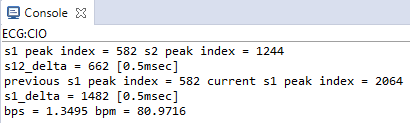 Console
ECG:CIO
s1 peak index = 582 s2 peak index = 1244
s12_delta = 662 [0.5msec]
previous s1 peak index = 582 current s1 peak index = 2064
s1_delta = 1482 [0.5msec]
bps = 1.3495 bpm = 80.9716